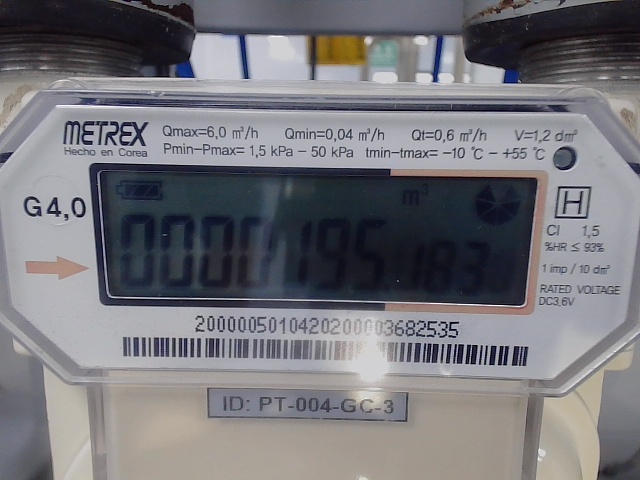 METREX
Hecho en Corea
Qmax=6,0 m³/h Qmin=0,04 m³/h Qt=0,6 m³/h V=1,2 dm³
Pmin-Pmax= 1,5 kPa - 50 kPa tmin-tmax= -10 °C - +55 °C
G4,0
m³
0000195.183
H
Cl 1,5
%HR ≤ 93%
1 imp / 10 dm³
RATED VOLTAGE
DC3,6V
2000005010420200003682535
ID: PT-004-GC-3